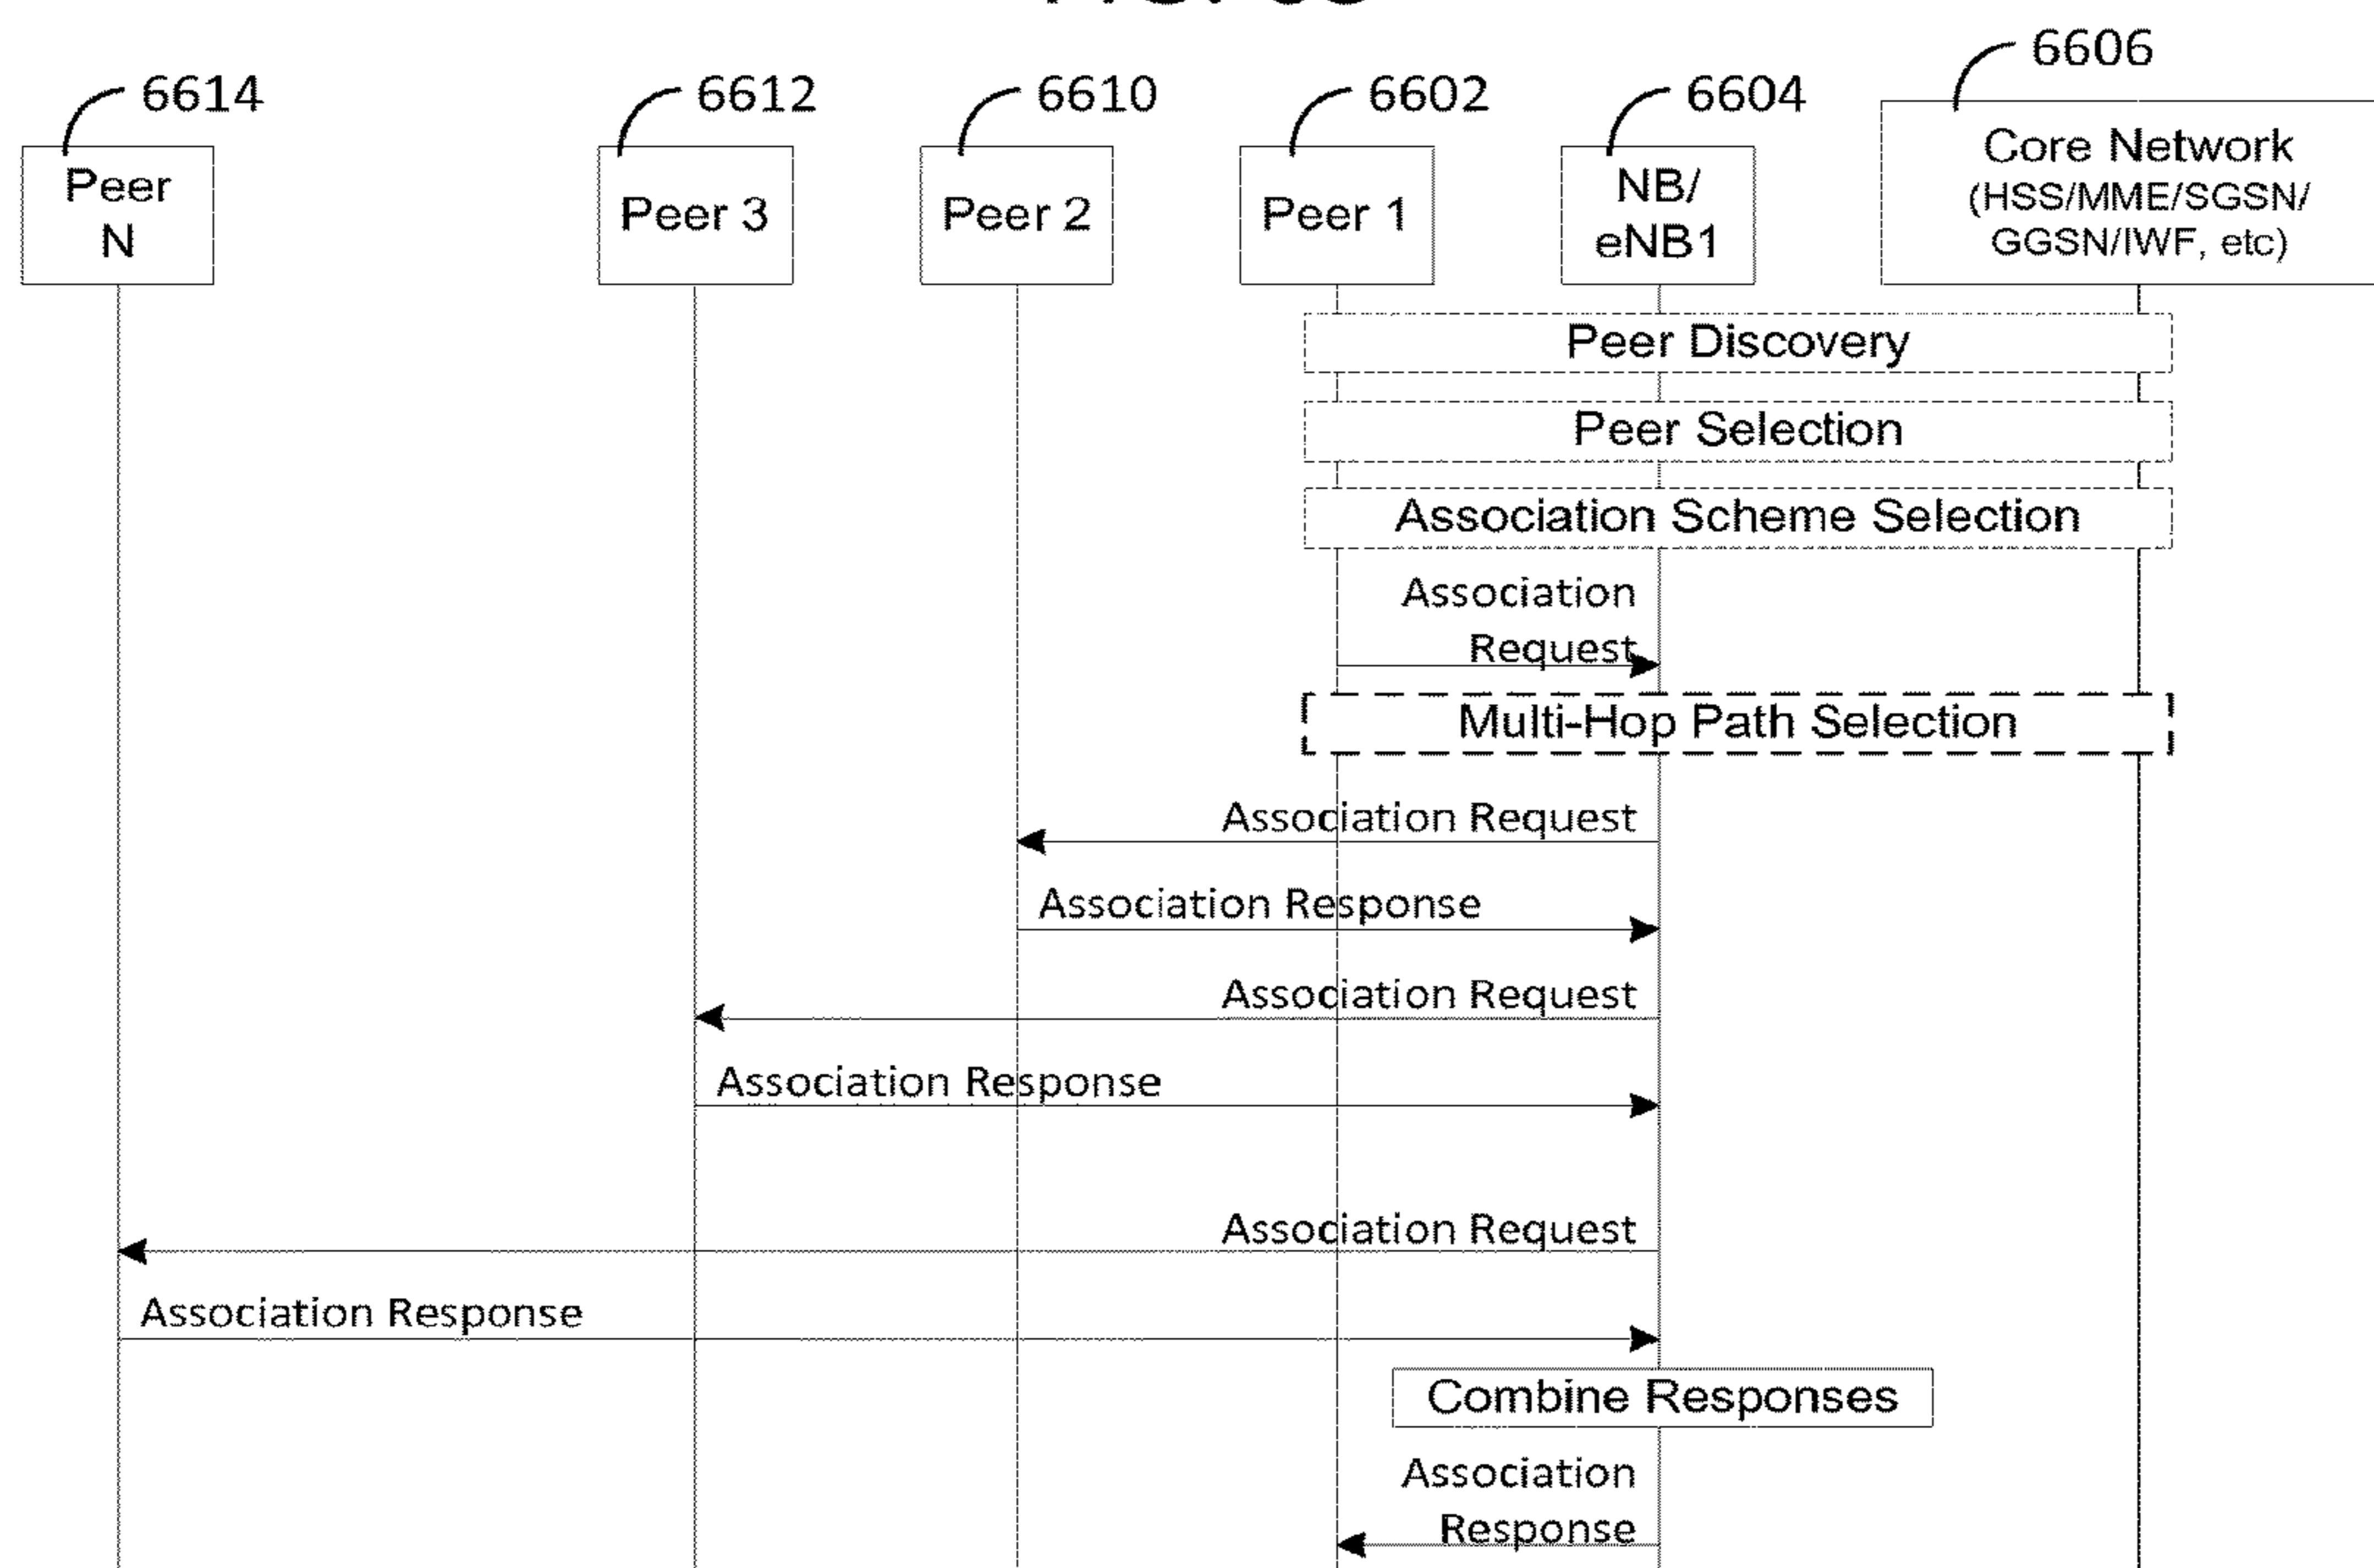 6606
6614
6612
6610
6602
6604
Peer
N
Peer 3
Peer 2
Peer 1
NB/
eNB1
Core Network
(HSS/MME/SGSN/
GGSN/IWF, etc)
Peer Discovery
Peer Selection
Association Scheme Selection
Association
Request
Multi-Hop Path Selection
Association Request
Association Response
Association Request
Association Response
Association Request
Association Response
Combine Responses
Association
Response